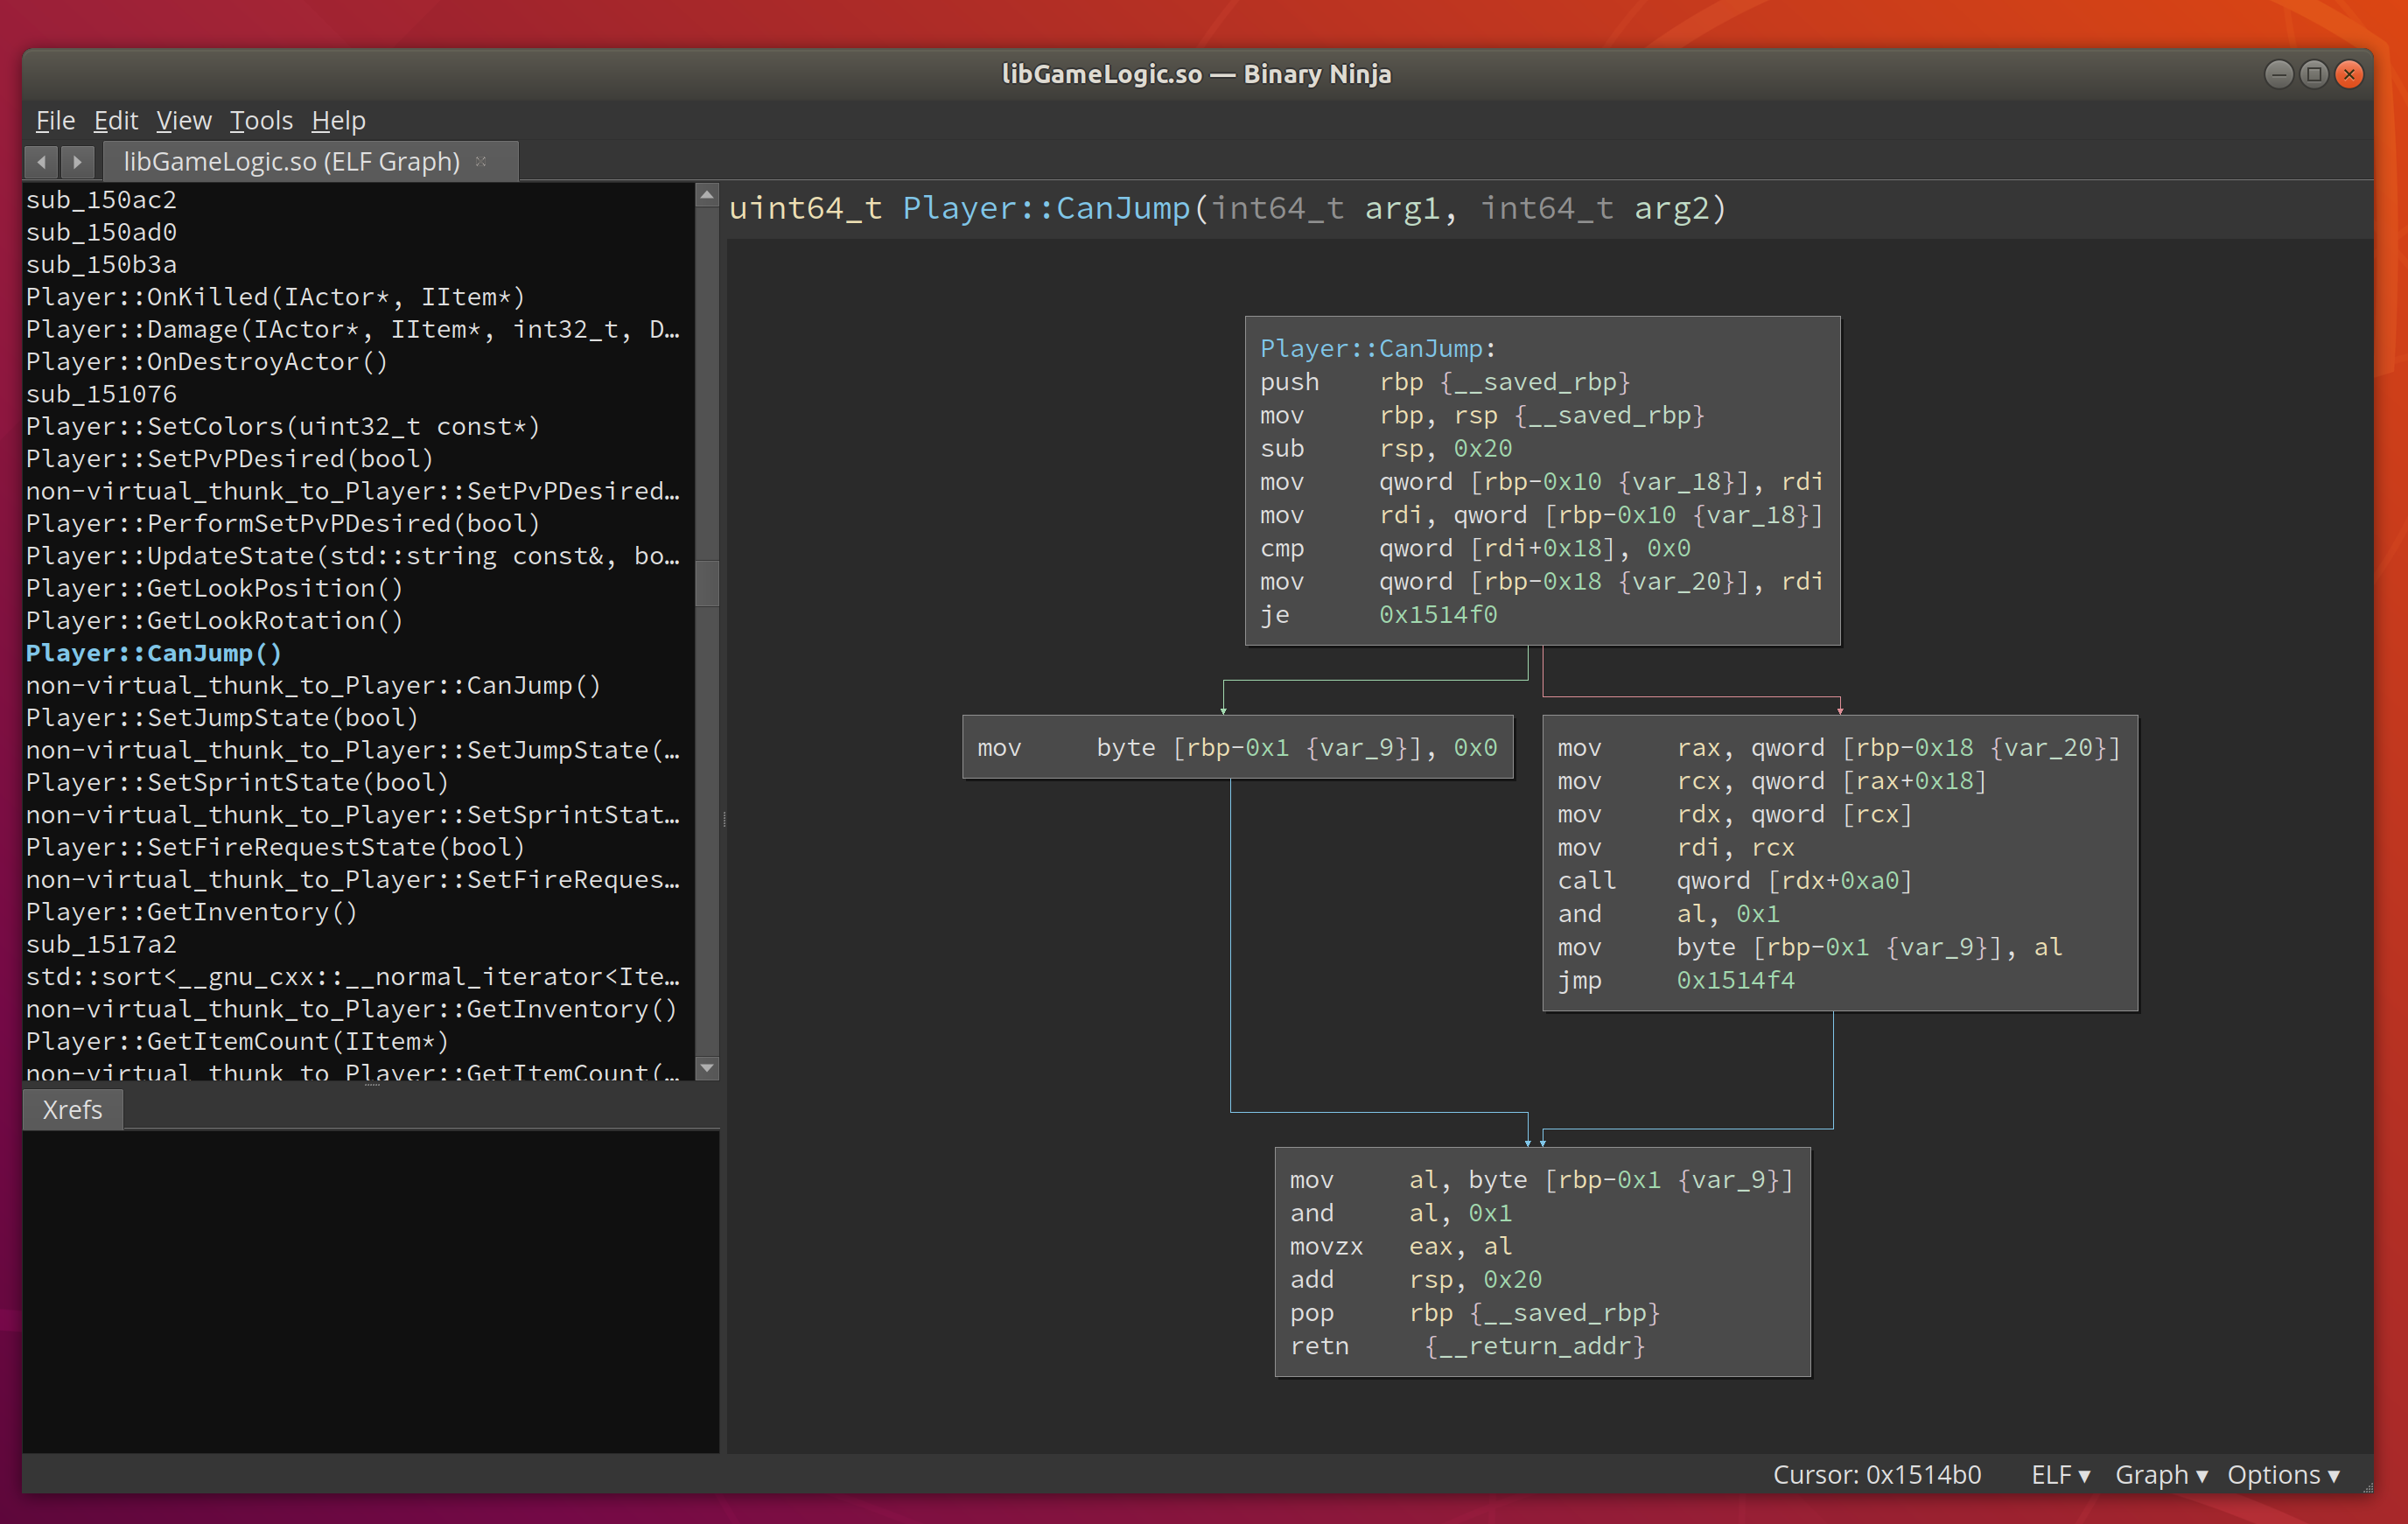 libGameLogic.so — Binary Ninja
File Edit View Tools Help
libGameLogic.so (ELF Graph)
sub_150ac2
sub_150ad0
sub_150b3a
Player::OnKilled(IActor*, IItem*)
Player::Damage(IActor*, IItem*, int32_t, D…
Player::OnDestroyActor()
sub_151076
Player::SetColors(uint32_t const*)
Player::SetPvPDesired(bool)
non-virtual_thunk_to_Player::SetPvPDesired…
Player::PerformSetPvPDesired(bool)
Player::UpdateState(std::string const&, bo…
Player::GetLookPosition()
Player::GetLookRotation()
Player::CanJump()
non-virtual_thunk_to_Player::CanJump()
Player::SetJumpState(bool)
non-virtual_thunk_to_Player::SetJumpState(…
Player::SetSprintState(bool)
non-virtual_thunk_to_Player::SetSprintStat…
Player::SetFireRequestState(bool)
non-virtual_thunk_to_Player::SetFireReques…
Player::GetInventory()
sub_1517a2
std::sort<__gnu_cxx::__normal_iterator<Ite…
non-virtual_thunk_to_Player::GetInventory()
Player::GetItemCount(IItem*)
non-virtual_thunk_to_Player::GetItemCount(…
Xrefs
uint64_t Player::CanJump(int64_t arg1, int64_t arg2)
Player::CanJump:
push rbp {__saved_rbp}
mov rbp, rsp {__saved_rbp}
sub rsp, 0x20
mov qword [rbp-0x10 {var_18}], rdi
mov rdi, qword [rbp-0x10 {var_18}]
cmp qword [rdi+0x18], 0x0
mov qword [rbp-0x18 {var_20}], rdi
je 0x1514f0
mov byte [rbp-0x1 {var_9}], 0x0
mov rax, qword [rbp-0x18 {var_20}]
mov rcx, qword [rax+0x18]
mov rdx, qword [rcx]
mov rdi, rcx
call qword [rdx+0xa0]
and al, 0x1
mov byte [rbp-0x1 {var_9}], al
jmp 0x1514f4
mov al, byte [rbp-0x1 {var_9}]
and al, 0x1
movzx eax, al
add rsp, 0x20
pop rbp {__saved_rbp}
retn {__return_addr}
Cursor: 0x1514b0 ELF ▾ Graph ▾ Options ▾